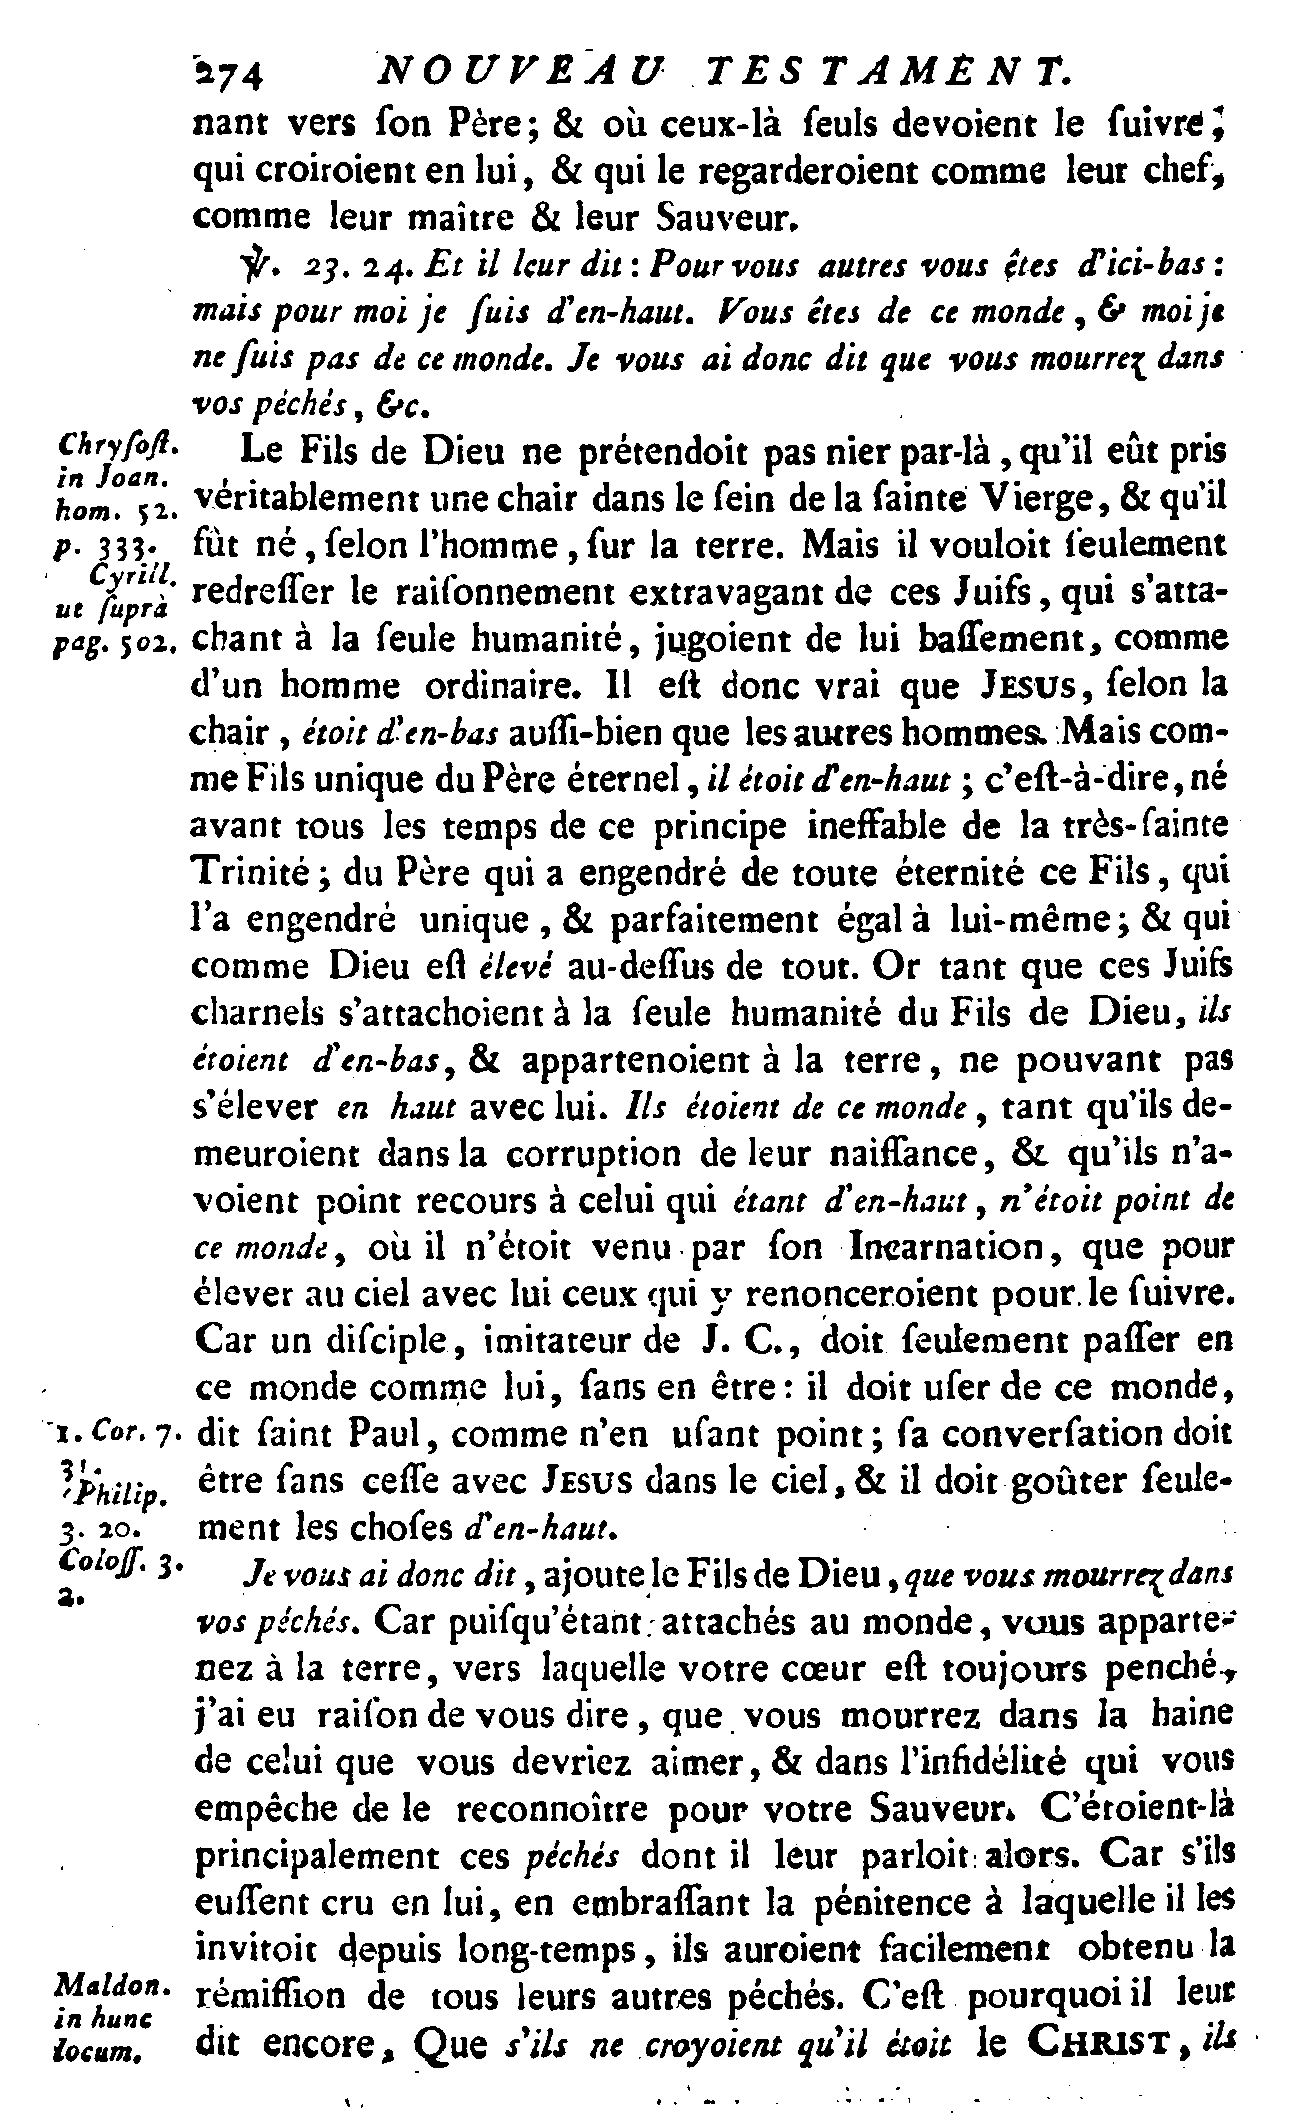 274 NOUVEAU TESTAMENT.
nant vers ſon Père; & où ceux-là ſeuls devoient le ſuivre,
qui croiroient en lui, & qui le regarderoient comme leur chef,
comme leur maître & leur Sauveur.
℣. 23. 24. Et il leur dit : Pour vous autres vous êtes d'ici-bas :
mais pour moi je ſuis d'en-haut. Vous êtes de ce monde, & moi je
ne ſuis pas de ce monde. Je vous ai donc dit que vous mourrez dans
vos péchés, &c.
Chryſoſt.
in Joan.
hom. 52.
p. 333.
Cyrill.
ut ſuprà
pag. 502.
Le Fils de Dieu ne prétendoit pas nier par-là, qu'il eût pris
véritablement une chair dans le ſein de la ſainte Vierge, & qu'il
fût né, ſelon l'homme, ſur la terre. Mais il vouloit ſeulement
redreſſer le raiſonnement extravagant de ces Juifs, qui s'atta-
chant à la ſeule humanité, jugoient de lui baſſement, comme
d'un homme ordinaire. Il eſt donc vrai que JESUS, ſelon la
chair, étoit d'en-bas auſſi-bien que les autres hommes. Mais com-
me Fils unique du Père éternel, il étoit d'en-haut; c'eſt-à-dire, né
avant tous les temps de ce principe ineffable de la très-ſainte
Trinité; du Père qui a engendré de toute éternité ce Fils, qui
l'a engendré unique, & parfaitement égal à lui-même; & qui
comme Dieu eſt élevé au-deſſus de tout. Or tant que ces Juifs
charnels s'attachoient à la ſeule humanité du Fils de Dieu, ils
étoient d'en-bas, & appartenoient à la terre, ne pouvant pas
s'élever en haut avec lui. Ils étoient de ce monde, tant qu'ils de-
meuroient dans la corruption de leur naiſſance, & qu'ils n'a-
voient point recours à celui qui étant d'en-haut, n'étoit point de
ce monde, où il n'étoit venu par ſon Incarnation, que pour
élever au ciel avec lui ceux qui y renonceroient pour le ſuivre.
Car un diſciple, imitateur de J. C., doit ſeulement paſſer en
ce monde comme lui, ſans en être : il doit uſer de ce monde,
dit ſaint Paul, comme n'en uſant point; ſa converſation doit
être ſans ceſſe avec JESUS dans le ciel, & il doit goûter ſeule-
ment les choſes d'en-haut.
1. Cor. 7.
31.
Philip.
3. 20.
Coloſſ. 3.
2.
Je vous ai donc dit, ajoute le Fils de Dieu, que vous mourrez dans
vos péchés. Car puiſqu'étant attachés au monde, vous apparte-
nez à la terre, vers laquelle votre cœur eſt toujours penché,
j'ai eu raiſon de vous dire, que vous mourrez dans la haine
de celui que vous devriez aimer, & dans l'infidélité qui vous
empêche de le reconnoître pour votre Sauveur. C'étoient-là
principalement ces péchés dont il leur parloit alors. Car s'ils
euſſent cru en lui, en embraſſant la pénitence à laquelle il les
invitoit depuis long-temps, ils auroient facilement obtenu la
rémiſſion de tous leurs autres péchés. C'eſt pourquoi il leur
dit encore, Que s'ils ne croyoient qu'il étoit le CHRIST, ils
Maldon.
in hunc
locum.